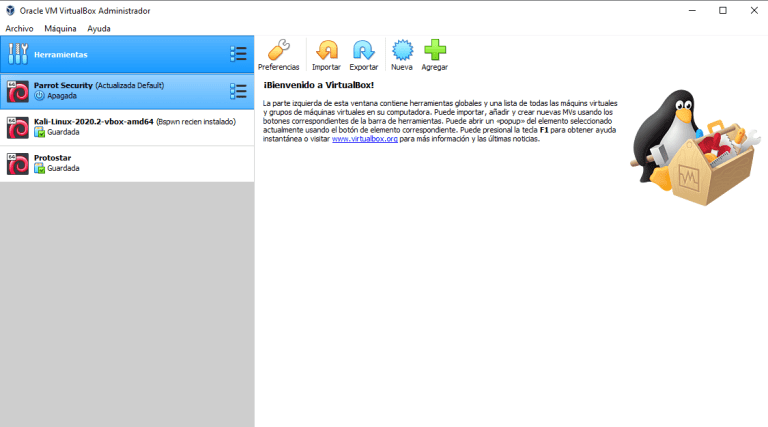 Oracle VM VirtualBox Administrador
Archivo Máquina Ayuda
Herramientas
Parrot Security (Actualizada Default)
Apagada
Kali-Linux-2020.2-vbox-amd64 (Bspwn recien instalado)
Guardada
Protostar
Guardada
Preferencias Importar Exportar Nueva Agregar
¡Bienvenido a VirtualBox!
La parte izquierda de esta ventana contiene herramientas globales y una lista de todas las máquins virtuales
y grupos de máquinas virtuales en su computadora. Puede importar, añadir y crear nuevas MVs usando los
botones correspondientes de la barra de herramientas. Puede abrir un «popup» del elemento seleccionado
actualmente usando el botón de elemento correspondiente. Puede presional la teda F1 para obtener ayuda
instantánea o visitar www.virtualbox.org para más información y las últimas noticias.
64
64
64